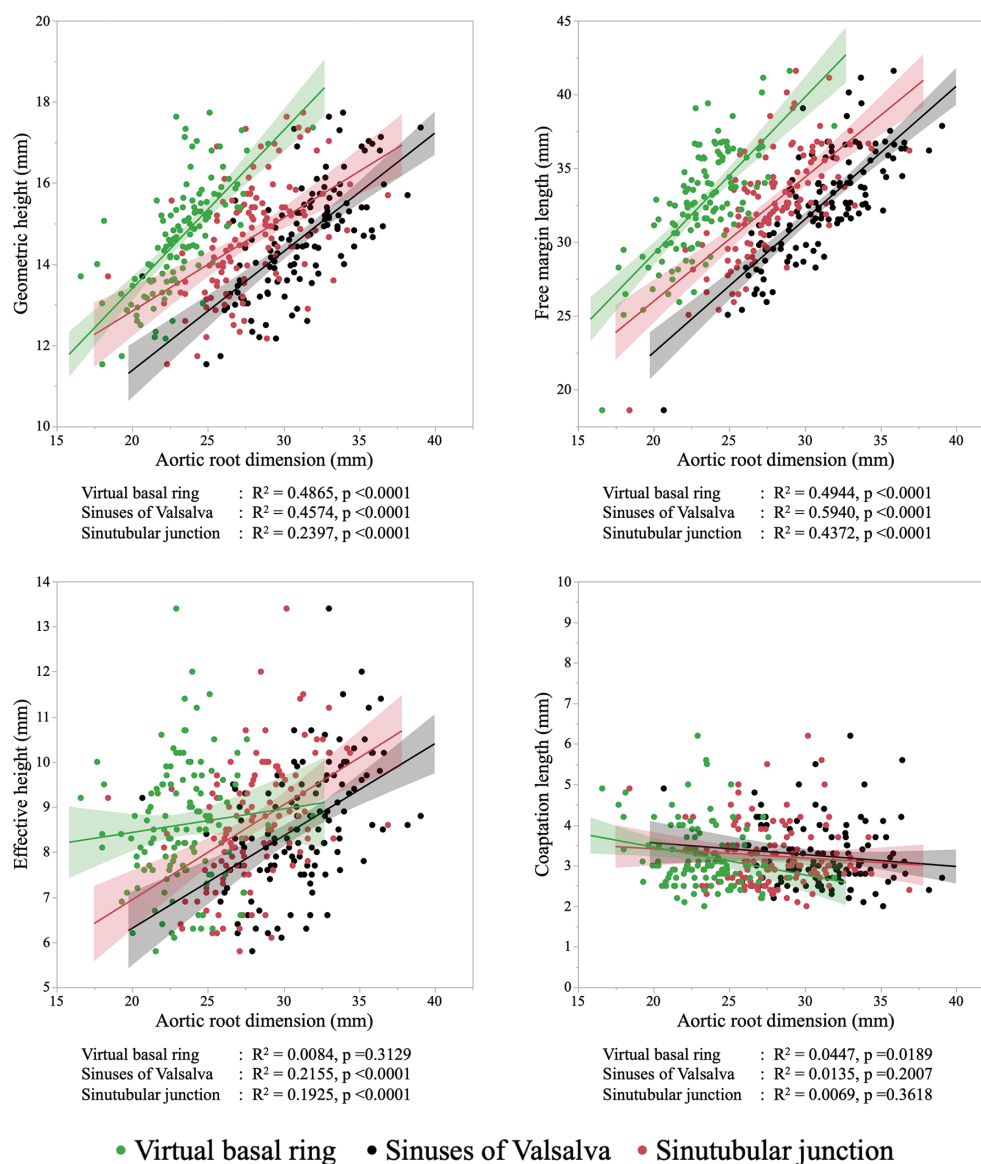 20
18
16
14
12
10
Geometric height (mm)
15 20 25 30 35 40
Aortic root dimension (mm)
Virtual basal ring : R² = 0.4865, p <0.0001
Sinuses of Valsalva : R² = 0.4574, p <0.0001
Sinutubular junction : R² = 0.2397, p <0.0001
45
40
35
30
25
20
Free margin length (mm)
15 20 25 30 35 40
Aortic root dimension (mm)
Virtual basal ring : R² = 0.4944, p <0.0001
Sinuses of Valsalva : R² = 0.5940, p <0.0001
Sinutubular junction : R² = 0.4372, p <0.0001
14
13
12
11
10
9
8
7
6
5
Effective height (mm)
15 20 25 30 35 40
Aortic root dimension (mm)
Virtual basal ring : R² = 0.0084, p =0.3129
Sinuses of Valsalva : R² = 0.2155, p <0.0001
Sinutubular junction : R² = 0.1925, p <0.0001
10
9
8
7
6
5
4
3
2
1
0
Coaptation length (mm)
15 20 25 30 35 40
Aortic root dimension (mm)
Virtual basal ring : R² = 0.0447, p =0.0189
Sinuses of Valsalva : R² = 0.0135, p =0.2007
Sinutubular junction : R² = 0.0069, p =0.3618
Virtual basal ring Sinuses of Valsalva Sinutubular junction